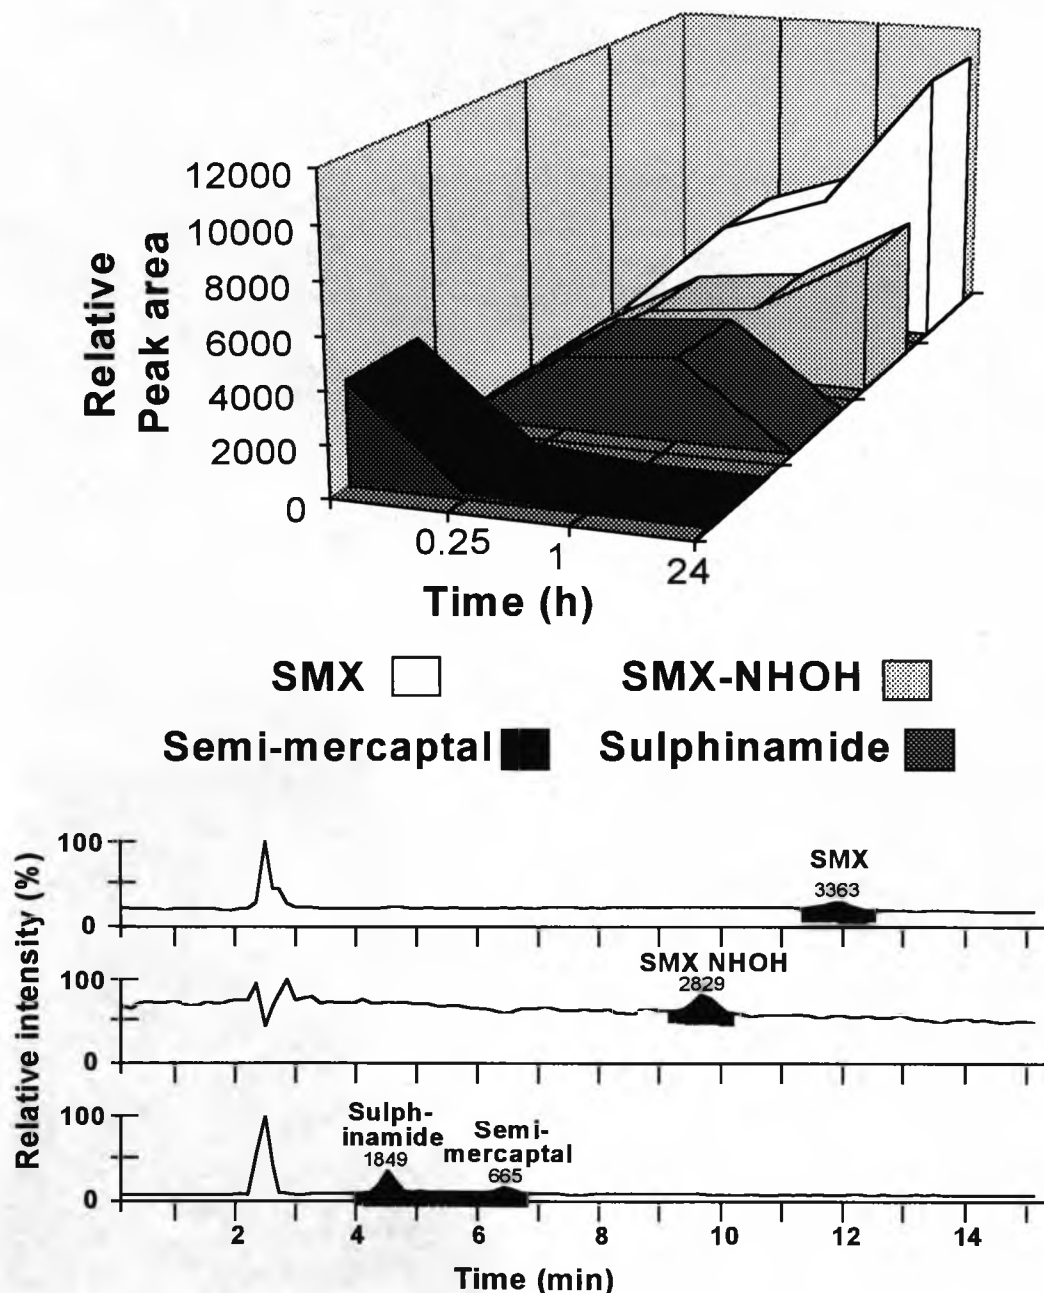 12000
10000
8000
6000
4000
2000
0
Relative
Peak area
0.25
1
24
Time (h)
SMX
SMX-NHOH
Semi-mercaptal
Sulphinamide
Relative intensity (%)
100
0
SMX
3363
100
0
SMX NHOH
2829
100
0
Sulph-
inamide
1849
Semi-
mercaptal
665
2
4
6
8
10
12
14
Time (min)